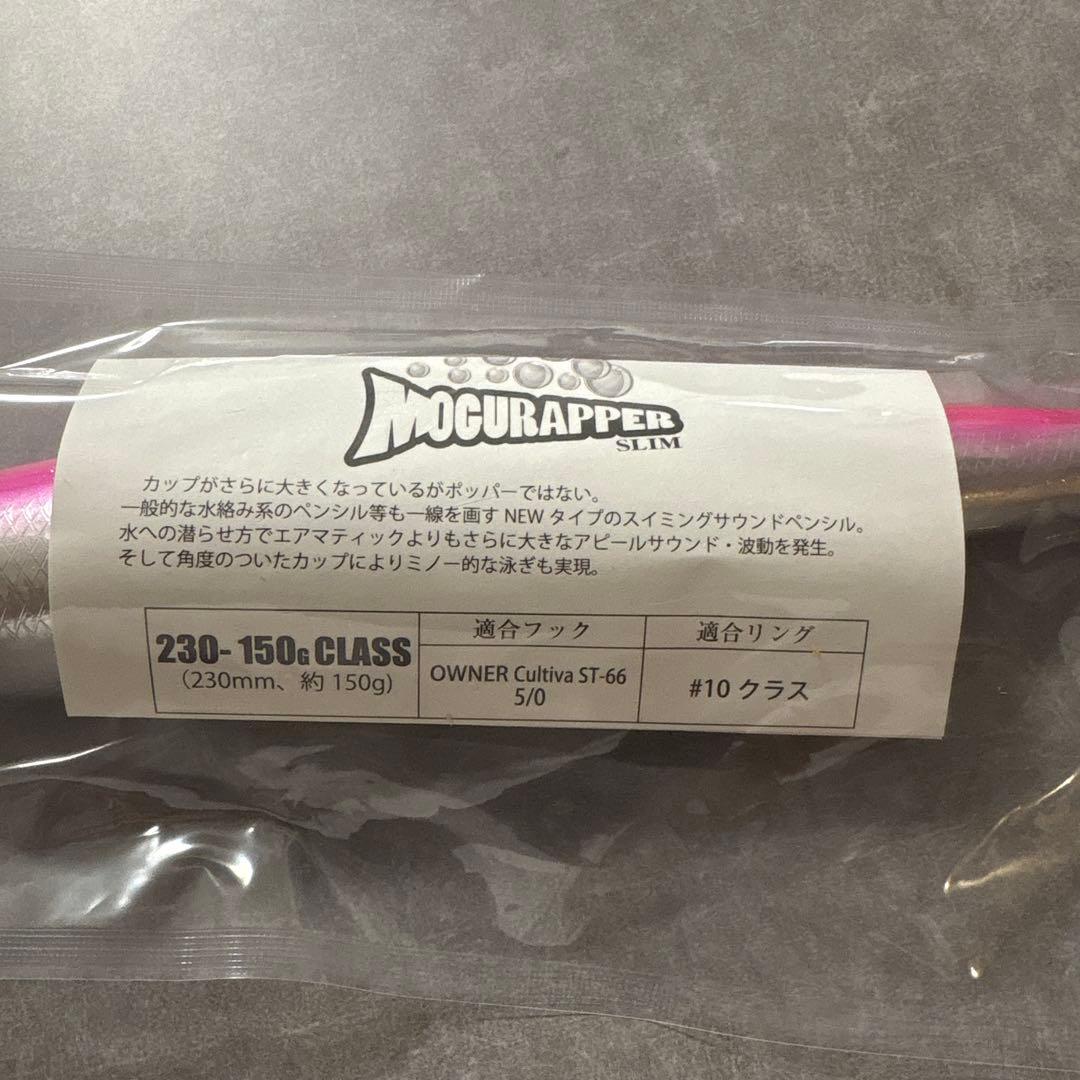 MOGURAPPER
SLIM
カップがさらに大きくなっているがポッパーではない。
一般的な水絡み系のペンシル等も一線を画す NEW タイプのスイミングサウンドペンシル。
水への潜らせ方でエアマティックよりもさらに大きなアピールサウンド・波動を発生。
そして角度のついたカップによりミノー的な泳ぎも実現。
230- 150G CLASS
(230mm、約 150g)
適合フック
OWNER Cultiva ST-66
5/0
適合リング
#10 クラス